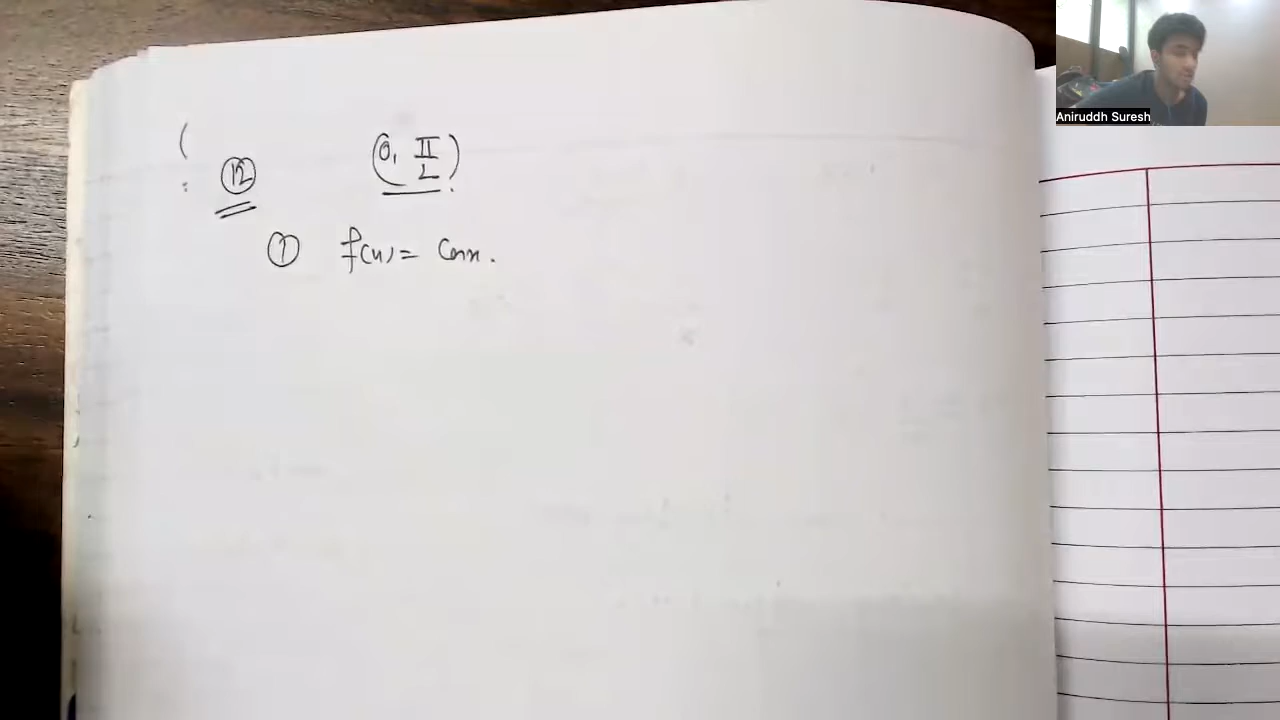 Aniruddh Suresh
(12) (0, π/2)
(1) f(x) = Cos x.